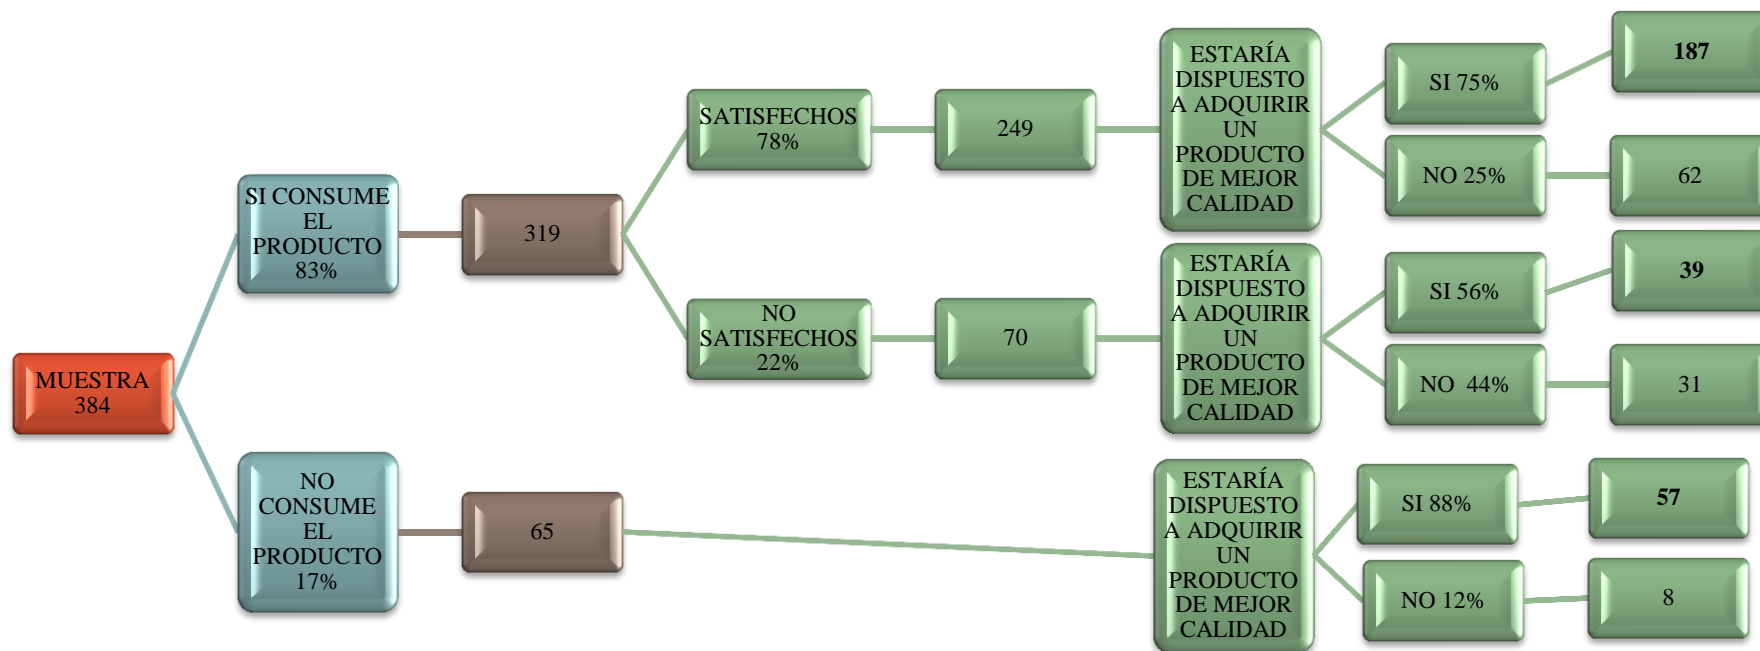 MUESTRA
384
SI CONSUME
EL
PRODUCTO
83%
319
SATISFECHOS
78%
249
ESTARÍA
DISPUESTO
A ADQUIRIR
UN
PRODUCTO
DE MEJOR
CALIDAD
SI 75%
187
NO 25%
62
NO
SATISFECHOS
22%
70
ESTARÍA
DISPUESTO
A ADQUIRIR
UN
PRODUCTO
DE MEJOR
CALIDAD
SI 56%
39
NO 44%
31
NO
CONSUME
EL
PRODUCTO
17%
65
ESTARÍA
DISPUESTO
A ADQUIRIR
UN
PRODUCTO
DE MEJOR
CALIDAD
SI 88%
57
NO 12%
8